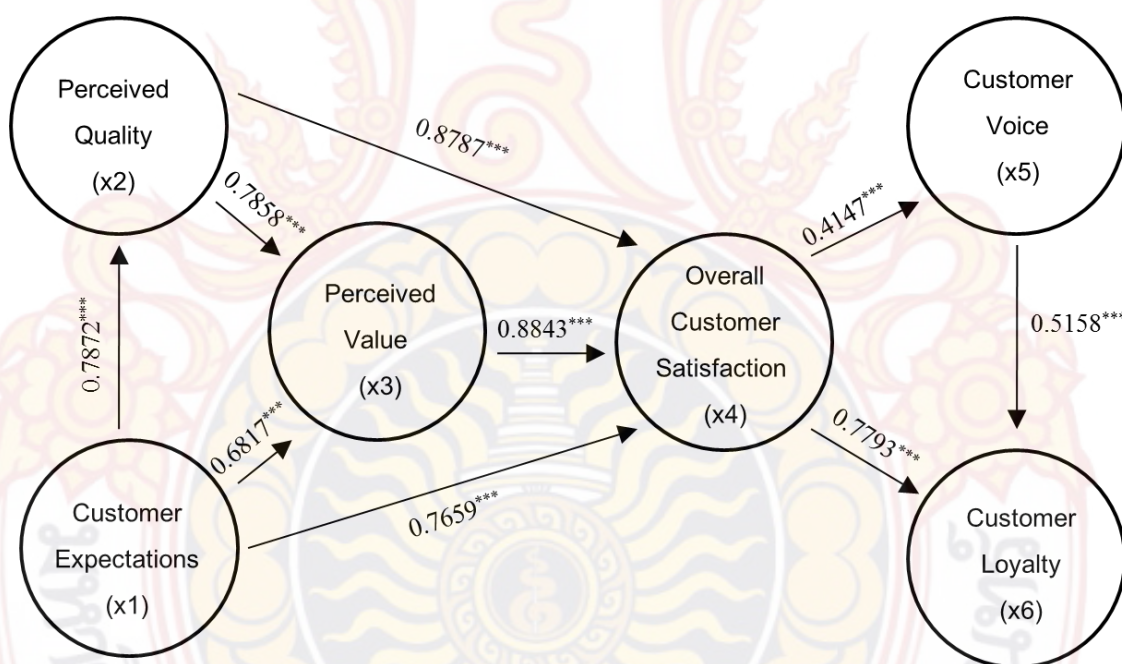 Perceived
Quality
(x2)
0.8787***
Customer
Voice
(x5)
0.7858***
0.4147***
Perceived
Value
(x3)
0.8843***
Overall
Customer
Satisfaction
(x4)
0.7872***
0.5158***
0.6817***
0.7659***
0.7793***
Customer
Expectations
(x1)
Customer
Loyalty
(x6)